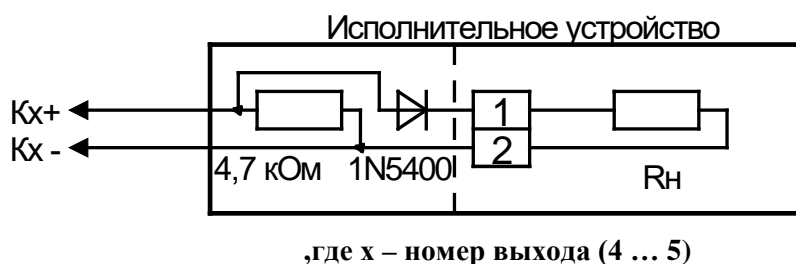 Исполнительное устройство
Кх+
1
Кх -
2
4,7 кОм
1N5400
Rн
,где х – номер выхода (4 … 5)